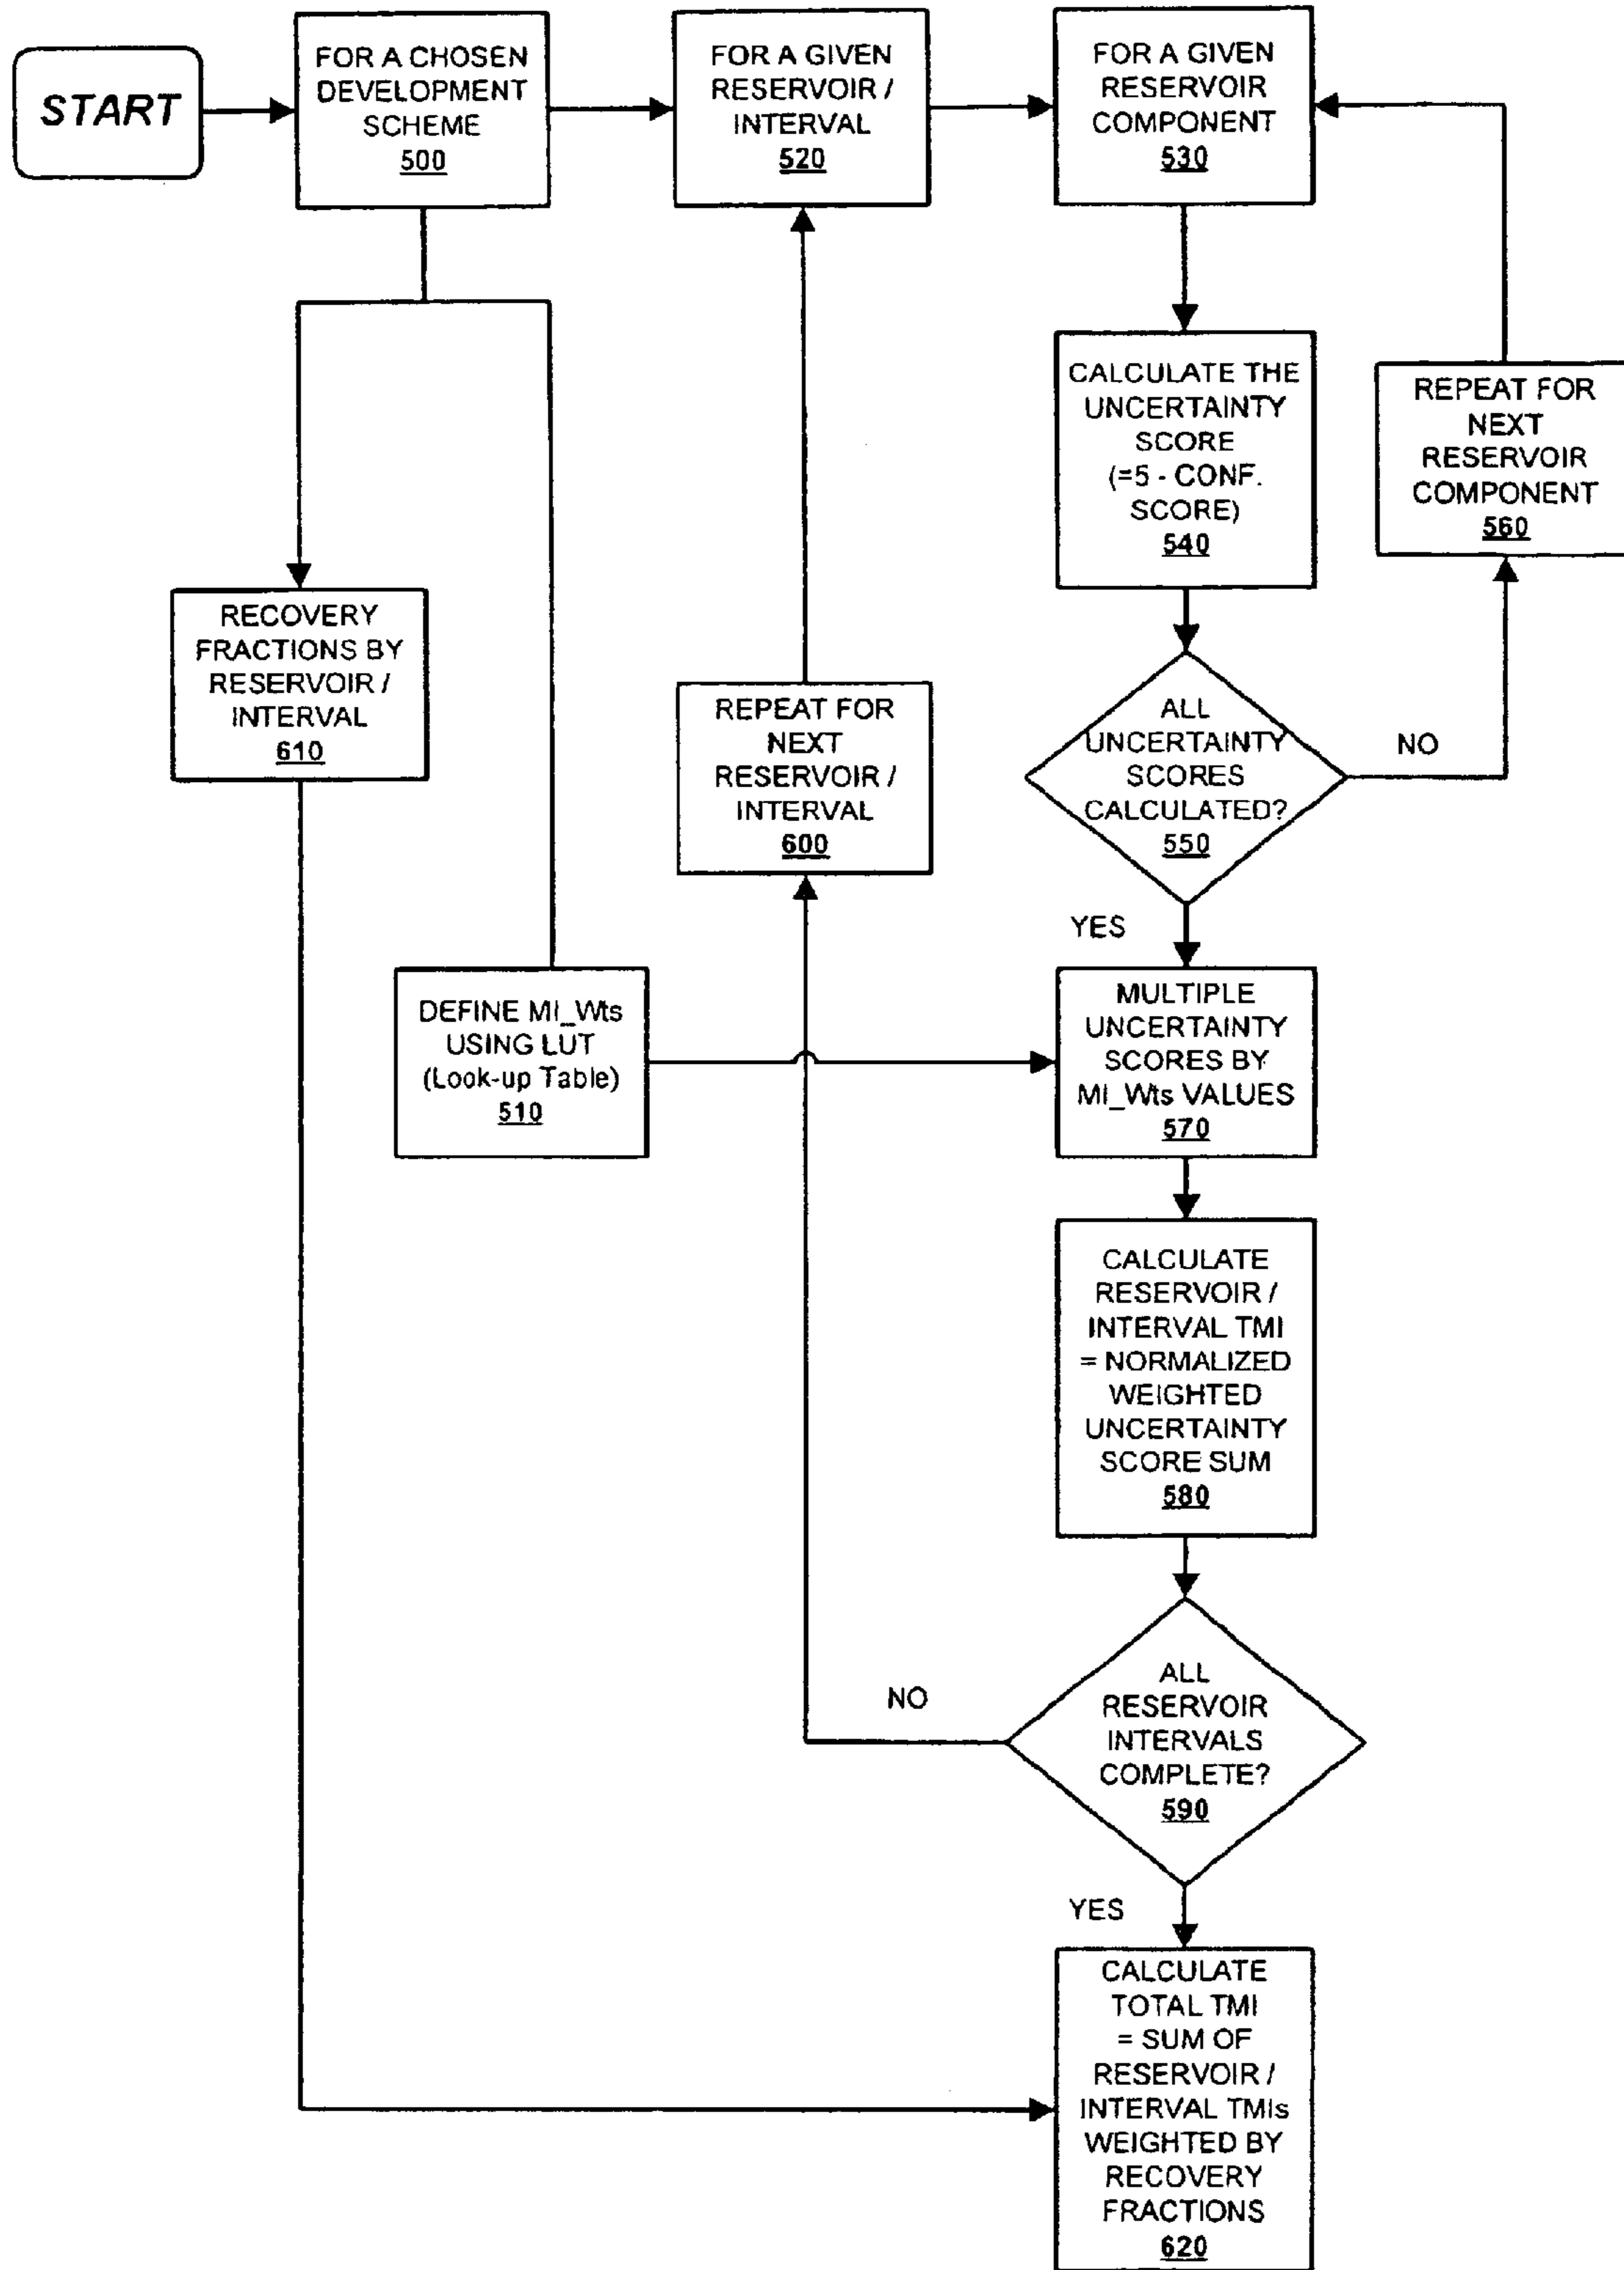 START
FOR A CHOSEN
DEVELOPMENT
SCHEME
500
FOR A GIVEN
RESERVOIR /
INTERVAL
520
FOR A GIVEN
RESERVOIR
COMPONENT
530
CALCULATE THE
UNCERTAINTY
SCORE
(=5 - CONF.
SCORE)
540
REPEAT FOR
NEXT
RESERVOIR
COMPONENT
560
RECOVERY
FRACTIONS BY
RESERVOIR /
INTERVAL
610
REPEAT FOR
NEXT
RESERVOIR /
INTERVAL
600
ALL
UNCERTAINTY
SCORES
CALCULATED?
550
NO
YES
DEFINE MI_Wts
USING LUT
(Look-up Table)
510
MULTIPLE
UNCERTAINTY
SCORES BY
MI_Wts VALUES
570
CALCULATE
RESERVOIR /
INTERVAL TMI
= NORMALIZED
WEIGHTED
UNCERTAINTY
SCORE SUM
580
NO
ALL
RESERVOIR
INTERVALS
COMPLETE?
590
YES
CALCULATE
TOTAL TMI
= SUM OF
RESERVOIR /
INTERVAL TMIs
WEIGHTED BY
RECOVERY
FRACTIONS
620